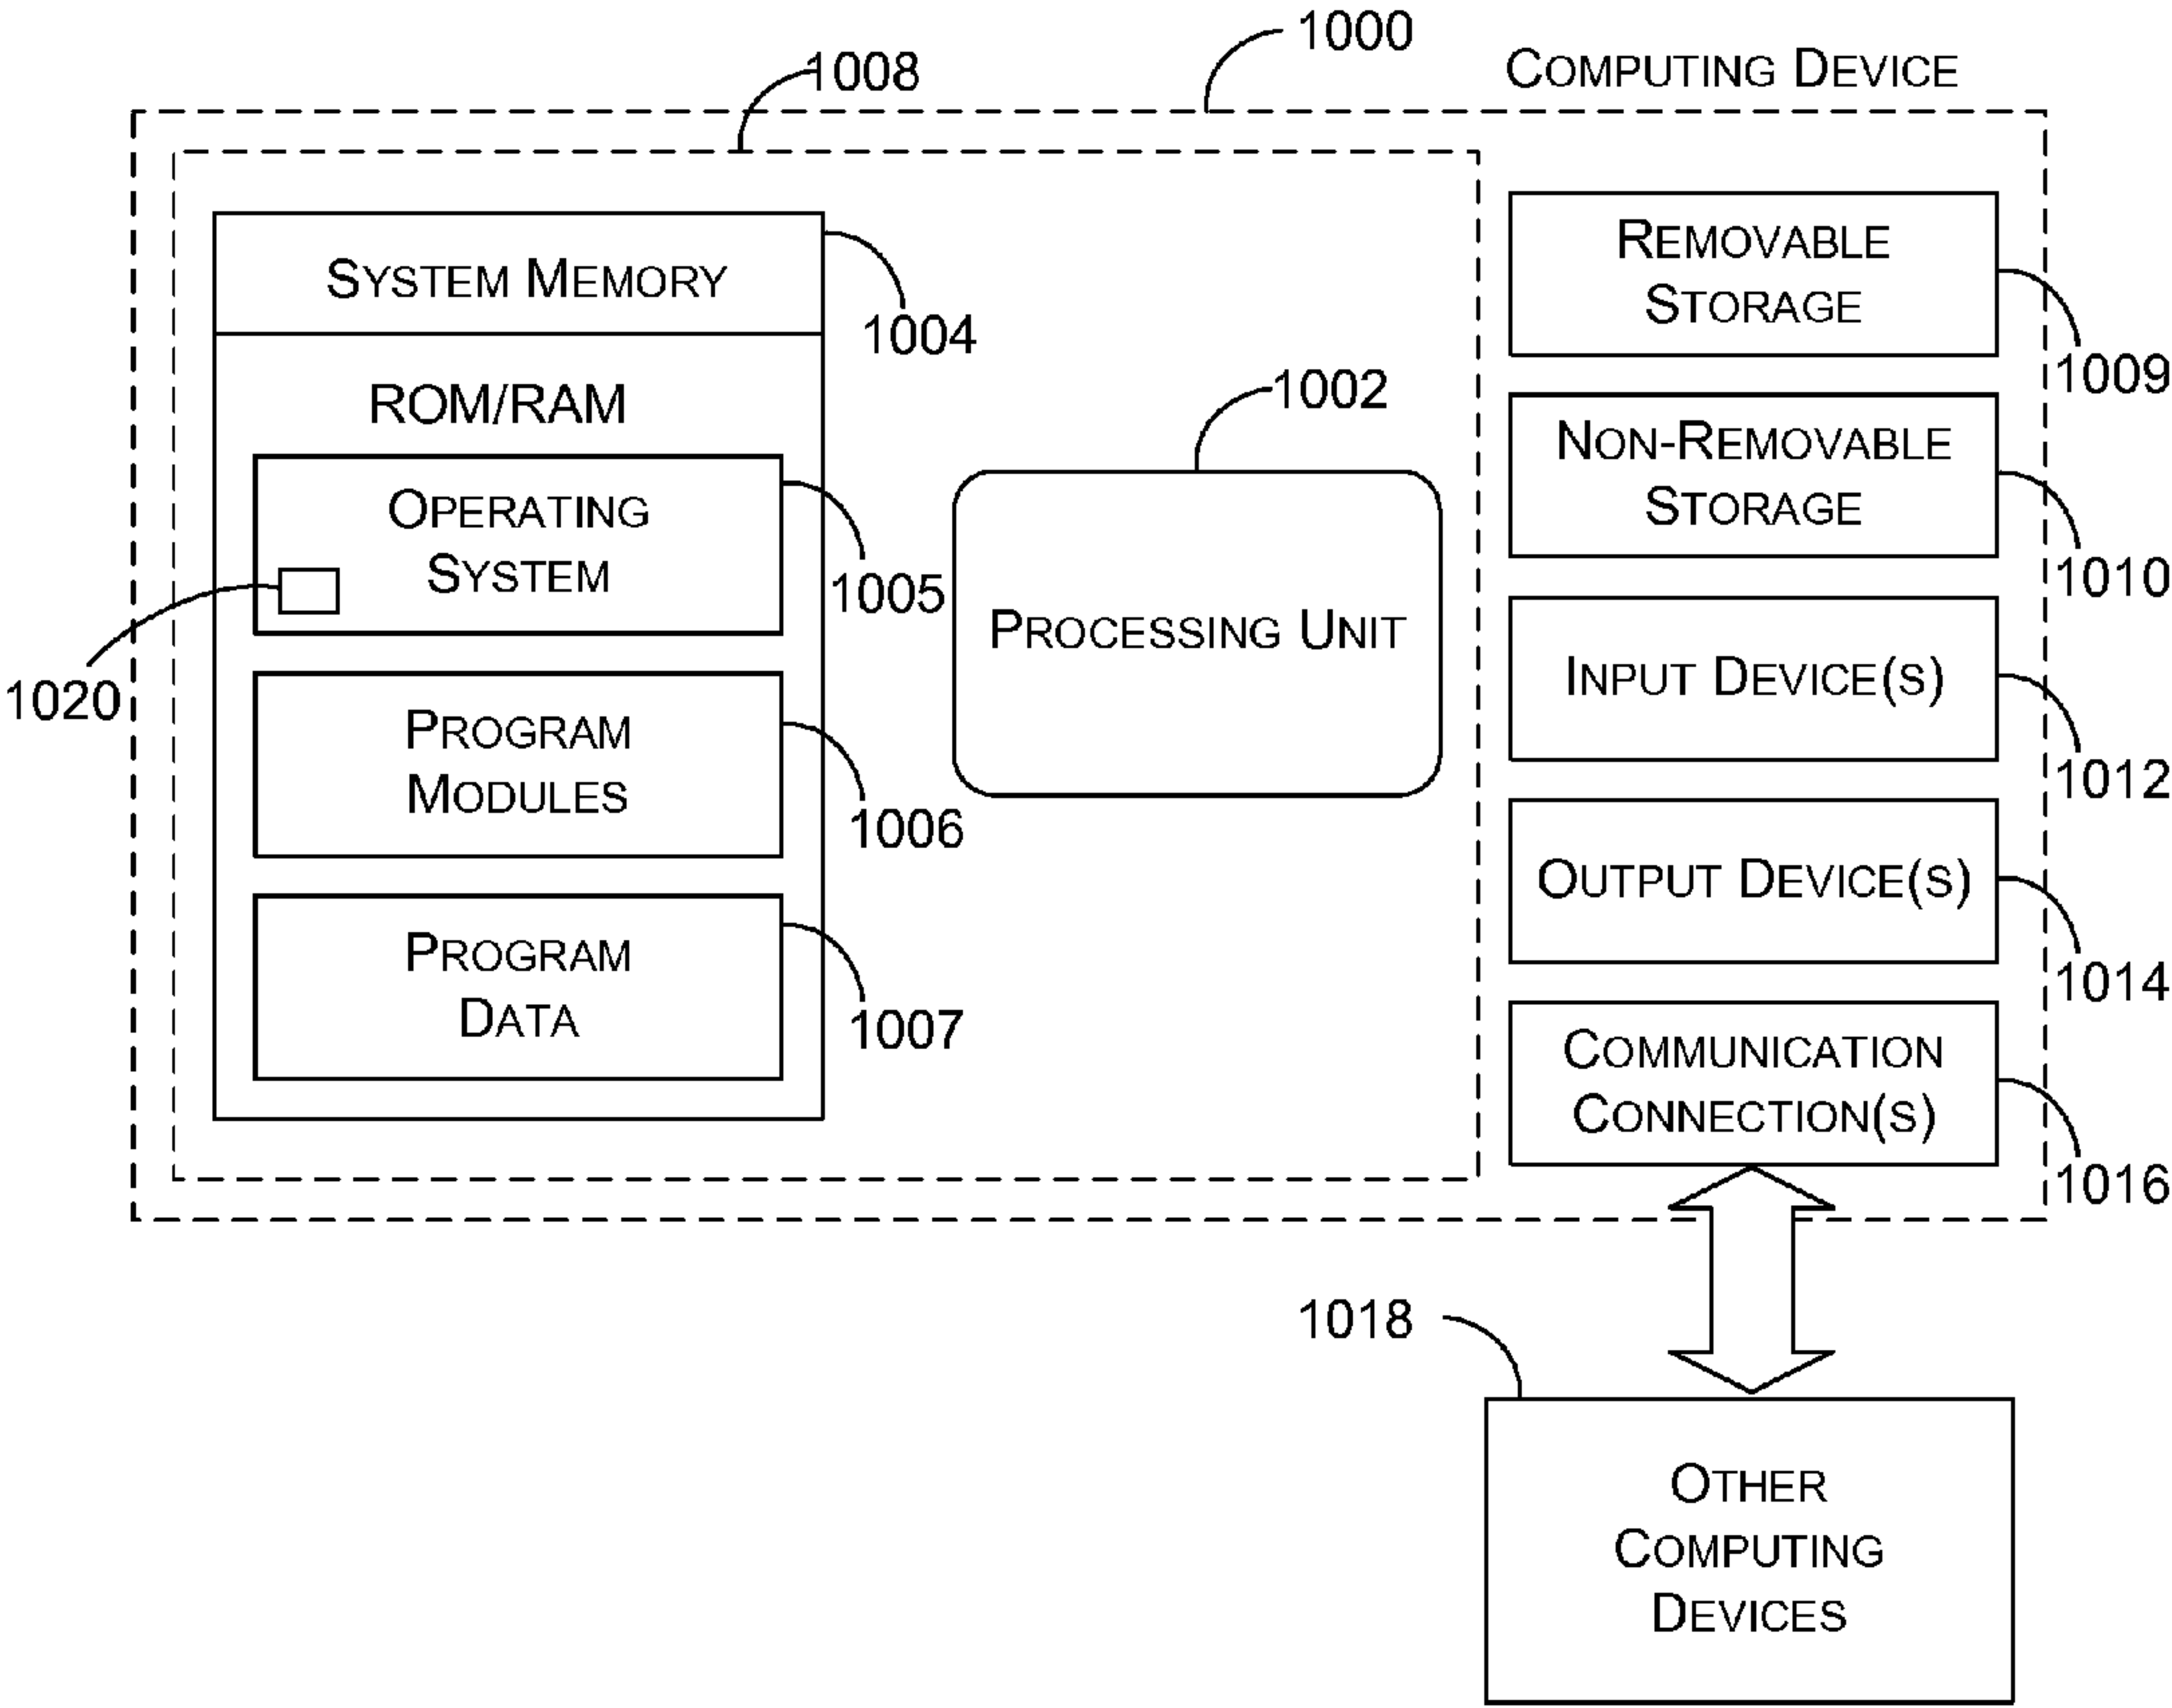 1000
COMPUTING DEVICE
1008
SYSTEM MEMORY
1004
ROM/RAM
OPERATING
SYSTEM
1005
1020
PROGRAM
MODULES
1006
PROGRAM
DATA
1007
1002
PROCESSING UNIT
REMOVABLE
STORAGE
1009
NON-REMOVABLE
STORAGE
1010
INPUT DEVICE(S)
1012
OUTPUT DEVICE(S)
1014
COMMUNICATION
CONNECTION(S)
1016
1018
OTHER
COMPUTING
DEVICES